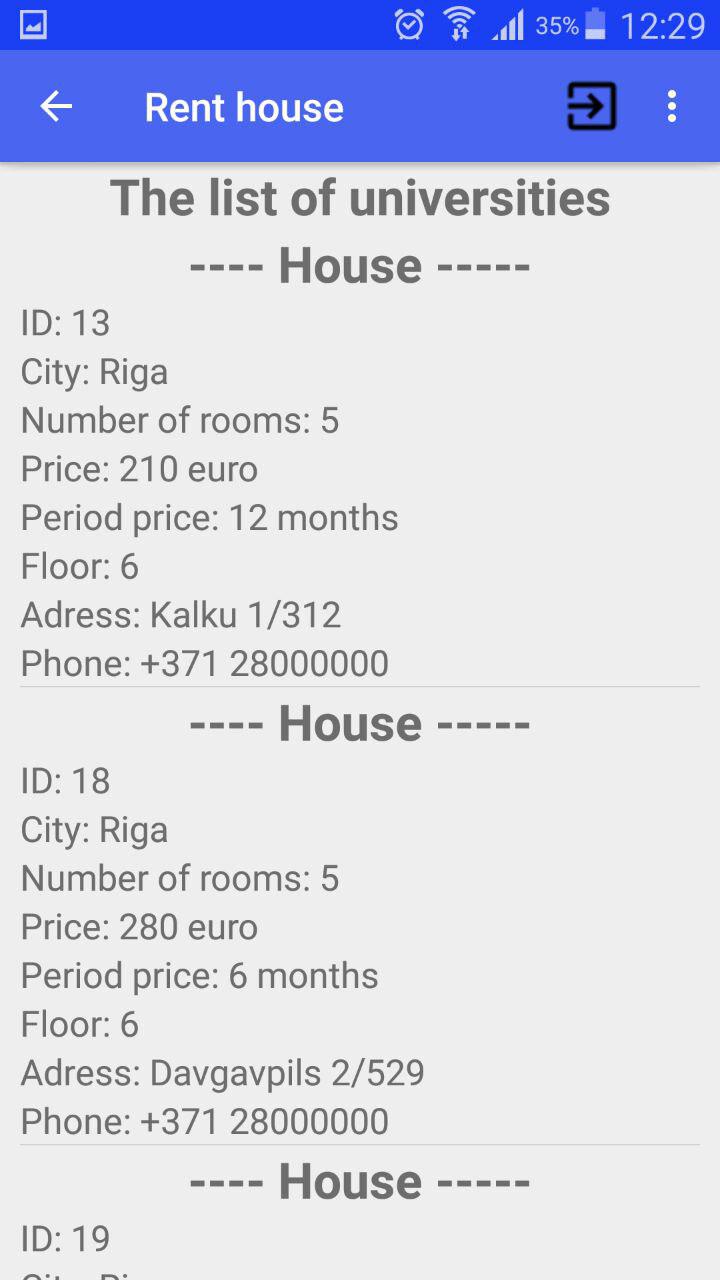 35% 12:29
Rent house
The list of universities
---- House -----
ID: 13
City: Riga
Number of rooms: 5
Price: 210 euro
Period price: 12 months
Floor: 6
Adress: Kalku 1/312
Phone: +371 28000000
---- House -----
ID: 18
City: Riga
Number of rooms: 5
Price: 280 euro
Period price: 6 months
Floor: 6
Adress: Davgavpils 2/529
Phone: +371 28000000
---- House -----
ID: 19